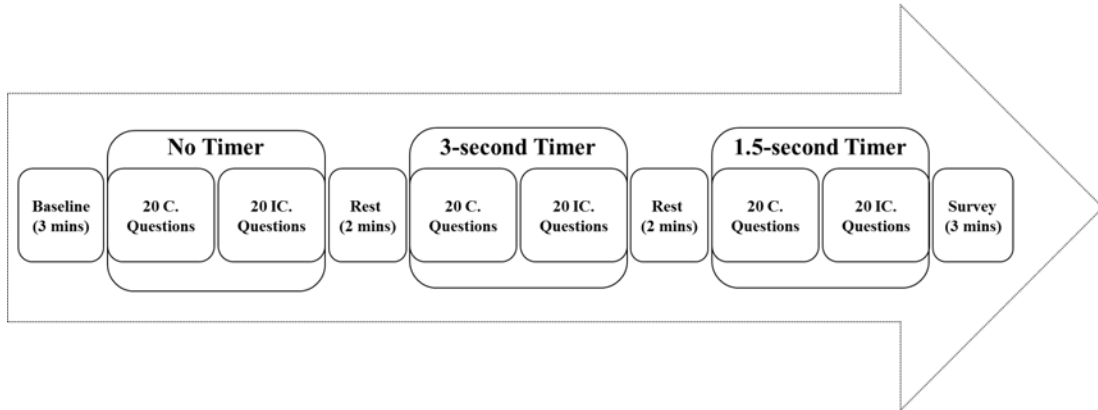 No Timer
3-second Timer
1.5-second Timer
Baseline
(3 mins)
20 C.
Questions
20 IC.
Questions
Rest
(2 mins)
20 C.
Questions
20 IC.
Questions
Rest
(2 mins)
20 C.
Questions
20 IC.
Questions
Survey
(3 mins)